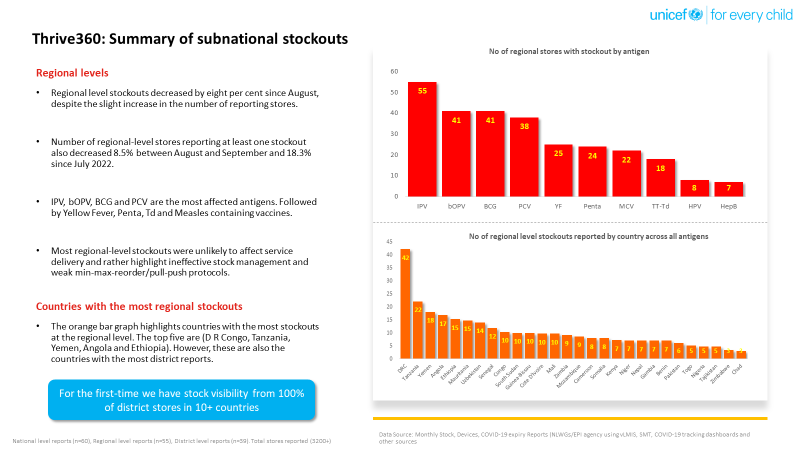 unicef | for every child
Thrive360: Summary of subnational stockouts
Regional levels
• Regional level stockouts decreased by eight per cent since August,
despite the slight increase in the number of reporting stores.
• Number of regional-level stores reporting at least one stockout
also decreased 8.5% between August and September and 18.3%
since July 2022.
• IPV, bOPV, BCG and PCV are the most affected antigens. Followed
by Yellow Fever, Penta, Td and Measles containing vaccines.
• Most regional-level stockouts were unlikely to affect service
delivery and rather highlight ineffective stock management and
weak min-max-reorder/pull-push protocols.
Countries with the most regional stockouts
• The orange bar graph highlights countries with the most stockouts
at the regional level. The top five are (D R Congo, Tanzania,
Yemen, Angola and Ethiopia). However, these are also the
countries with the most district reports.
For the first-time we have stock visibility from 100%
of district stores in 10+ countries
National level reports (n=60), Regional level reports (n=55), District level reports (n=39). Total stores reported (5200+)
No of regional stores with stockout by antigen
60
50
40
30
20
10
0
55 41 41 38 25 24 22 18 8 7
IPV bOPV BCG PCV YF Penta MCV TT-Td HPV HepB
No of regional level stockouts reported by country across all antigens
45
40
35
30
25
20
15
10
5
0
42 22 18 17 15 15 14 12 10 10 10 10 10 9 8 8 8 7 7 7 7 7 6 5 5 5
DRC Tanzania Yemen Angola Ethiopia Mauritania Uzbekistan Senegal Congo South Sudan Guinea-Bissau Cote D'Ivoire Mali Zambia Mozambique Cameroon Somalia Kenya Niger Nepal Gambia Benin Pakistan Togo Nigeria Tajikistan Zimbabwe Chad
Data Source: Monthly Stock, Devices, COVID-19 expiry Reports (NLWGs/EPI agency using vLMIS, SMT, COVID-19 tracking dashboards and
other sources